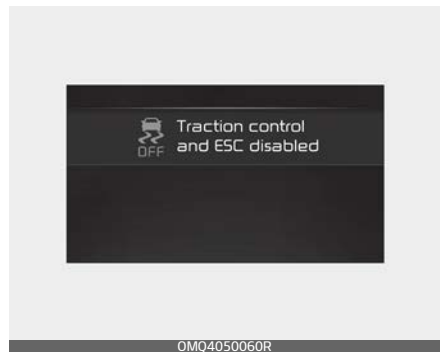 Traction control
OFF and ESC disabled
OMQ4050060R